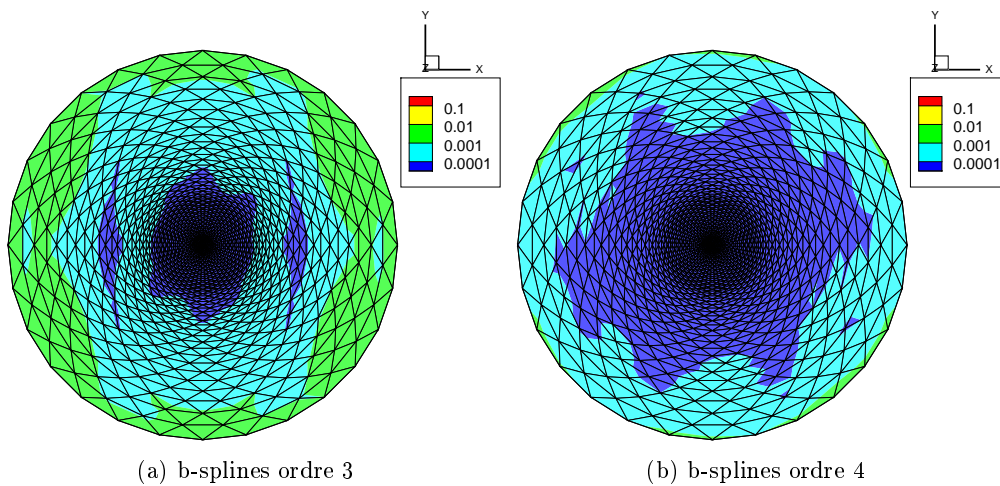 Y
Z X
0.1
0.01
0.001
0.0001
(a) b-splines ordre 3
Y
Z X
0.1
0.01
0.001
0.0001
(b) b-splines ordre 4